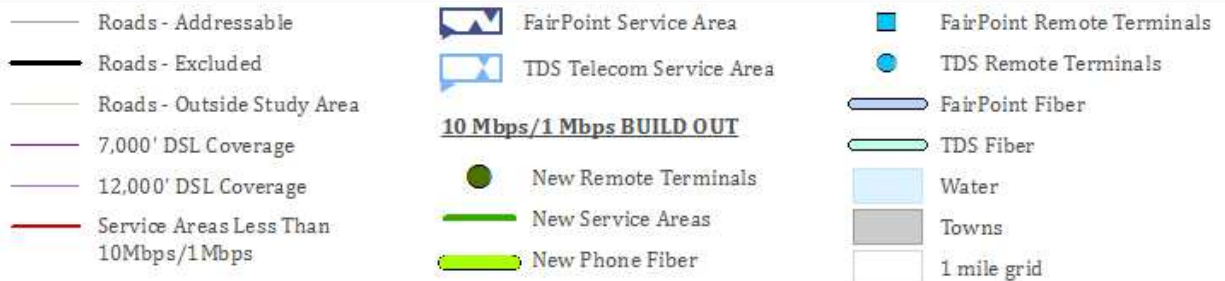 Roads - Addressable
Roads - Excluded
Roads - Outside Study Area
7,000' DSL Coverage
12,000' DSL Coverage
Service Areas Less Than
10Mbps/1Mbps
FairPoint Service Area
TDS Telecom Service Area
10 Mbps/1 Mbps BUILD OUT
New Remote Terminals
New Service Areas
New Phone Fiber
FairPoint Remote Terminals
TDS Remote Terminals
FairPoint Fiber
TDS Fiber
Water
Towns
1 mile grid